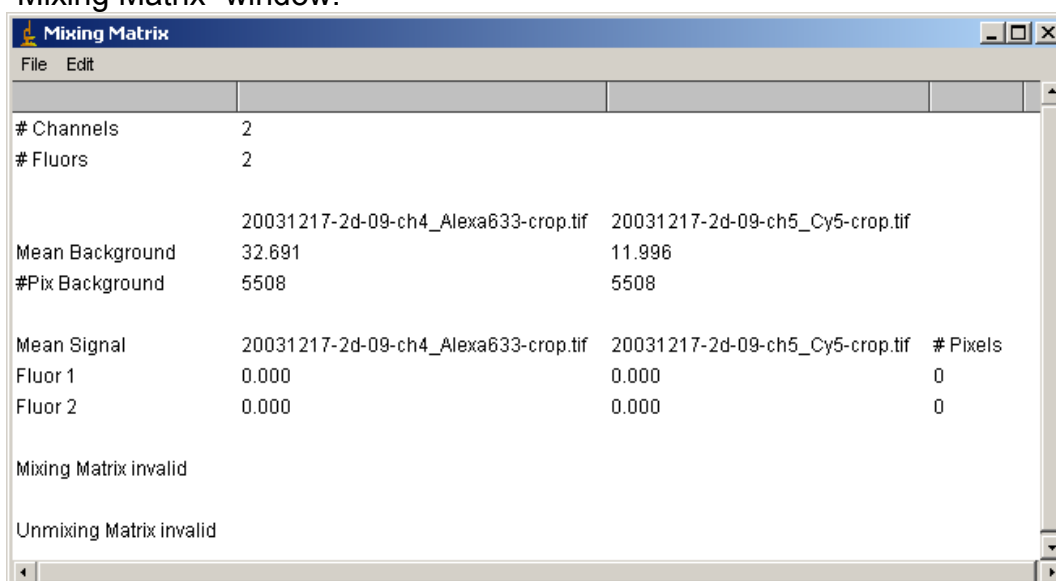 "Mixing Matrix" window.
Mixing Matrix
File Edit
# Channels 2
# Fluors 2
20031217-2d-09-ch4_Alexa633-crop.tif 20031217-2d-09-ch5_Cy5-crop.tif
Mean Background 32.691 11.996
#Pix Background 5508 5508
Mean Signal 20031217-2d-09-ch4_Alexa633-crop.tif 20031217-2d-09-ch5_Cy5-crop.tif # Pixels
Fluor 1 0.000 0.000 0
Fluor 2 0.000 0.000 0
Mixing Matrix invalid
Unmixing Matrix invalid